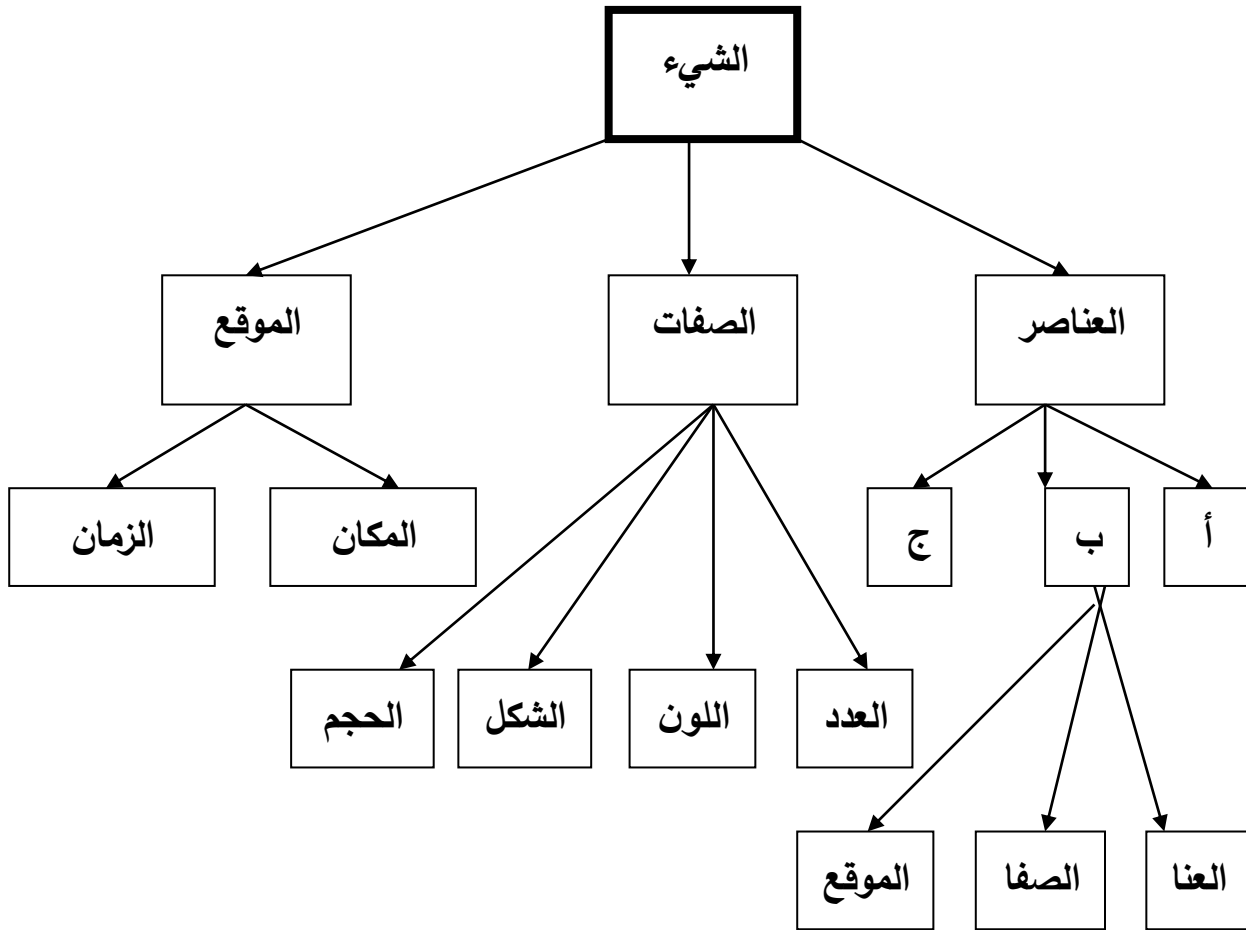 الشيء
العناصر
الصفات
الموقع
أ
ب
ج
المكان
الزمان
العدد
اللون
الشكل
الحجم
العنا
الصفا
الموقع